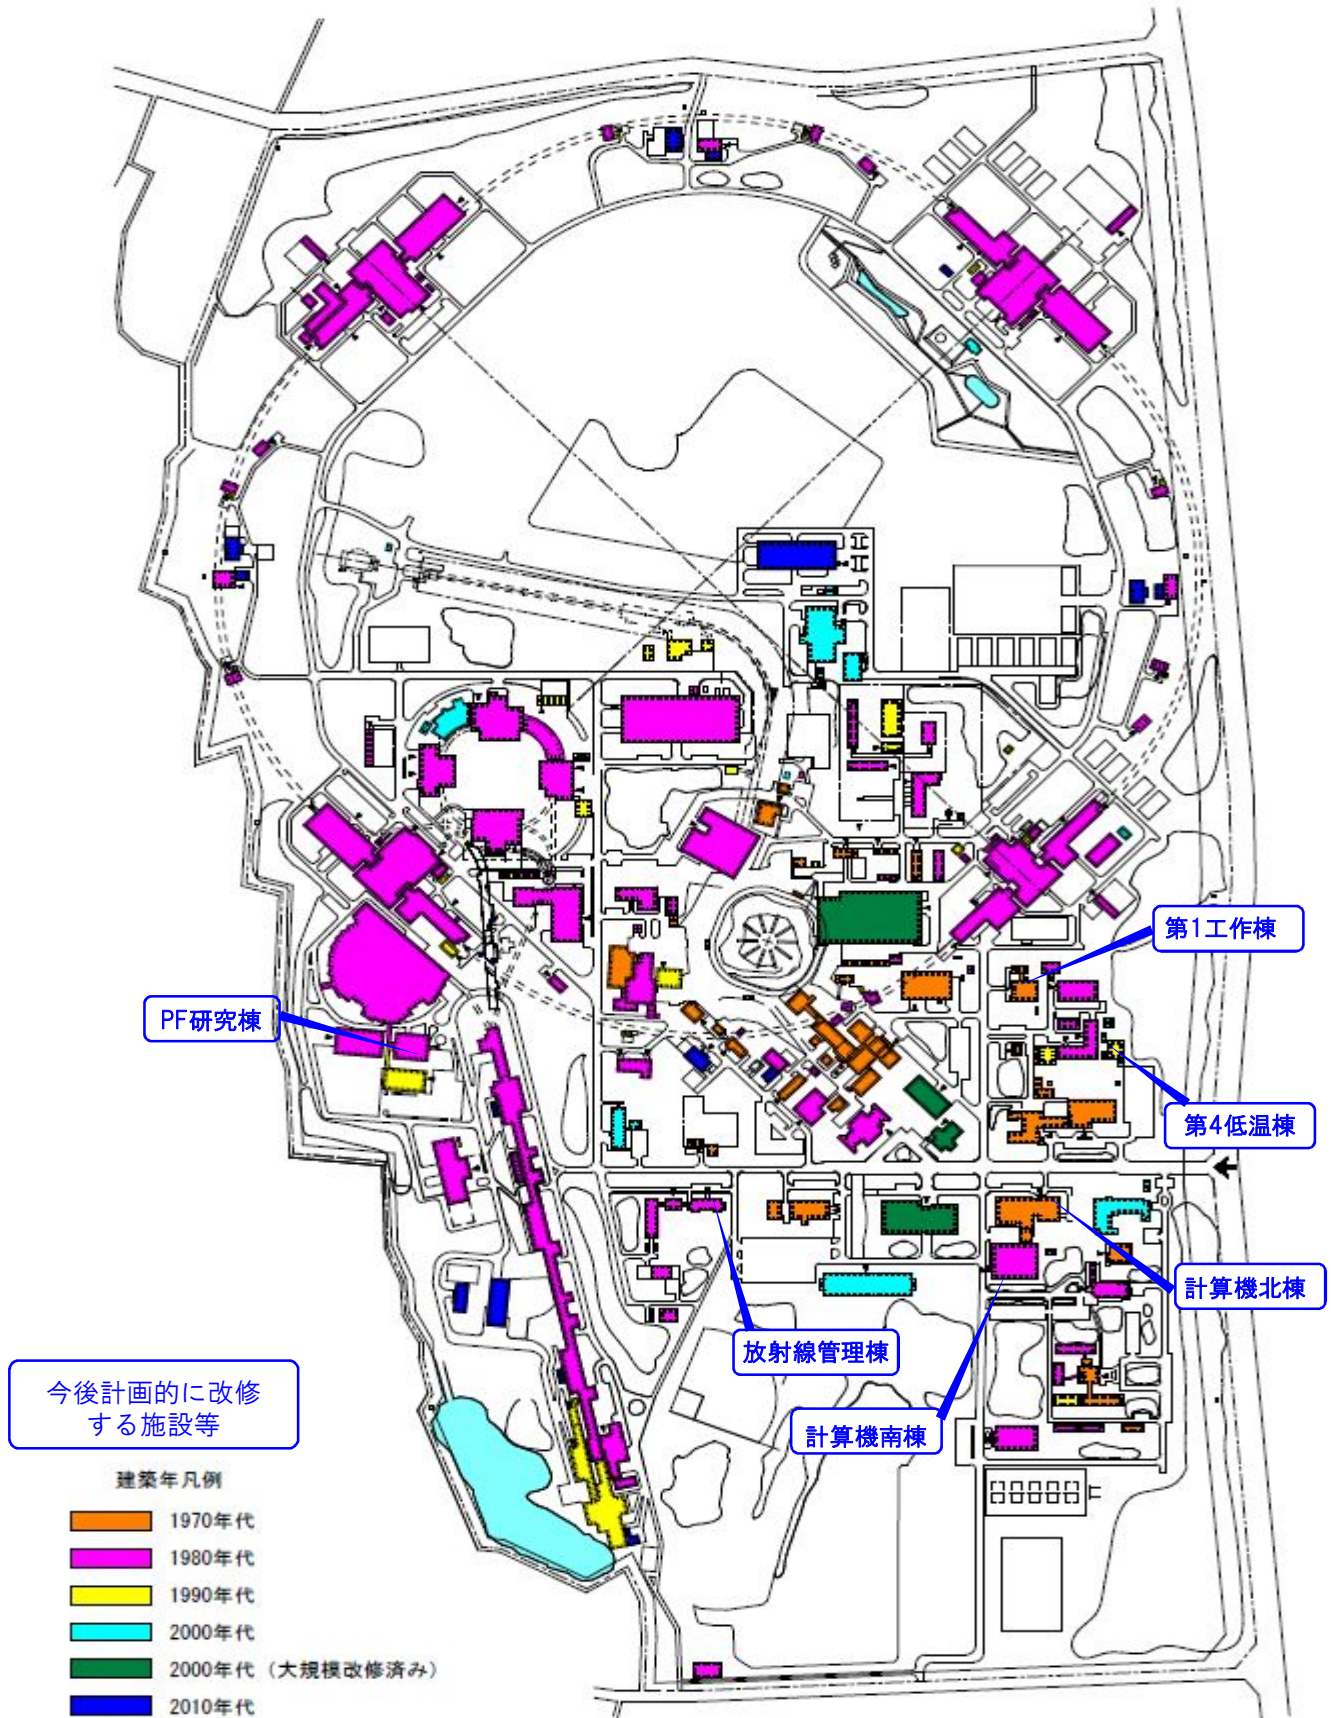 第1工作棟
PF研究棟
第4低温棟
計算機北棟
放射線管理棟
計算機南棟
今後計画的に改修
する施設等
建築年凡例
1970年代
1980年代
1990年代
2000年代
2000年代（大規模改修済み）
2010年代